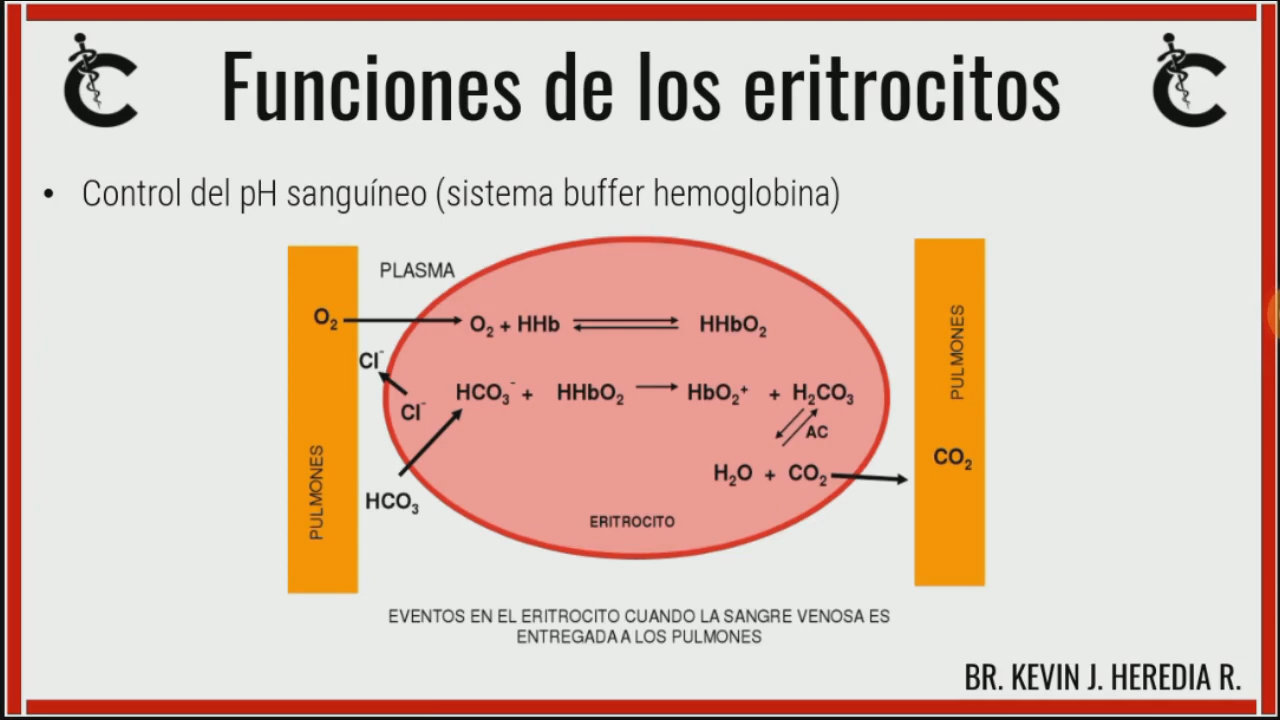 Funciones de los eritrocitos
• Control del pH sanguíneo (sistema buffer hemoglobina)
PLASMA
O₂
O₂ + HHb ⇌ HHbO₂
Cl⁻
Cl⁻
HCO₃⁻ + HHbO₂ → HbO₂⁺ + H₂CO₃
AC
H₂O + CO₂
CO₂
HCO₃
PULMONES
PULMONES
ERITROCITO
EVENTOS EN EL ERITROCITO CUANDO LA SANGRE VENOSA ES
ENTREGADA A LOS PULMONES
BR. KEVIN J. HEREDIA R.